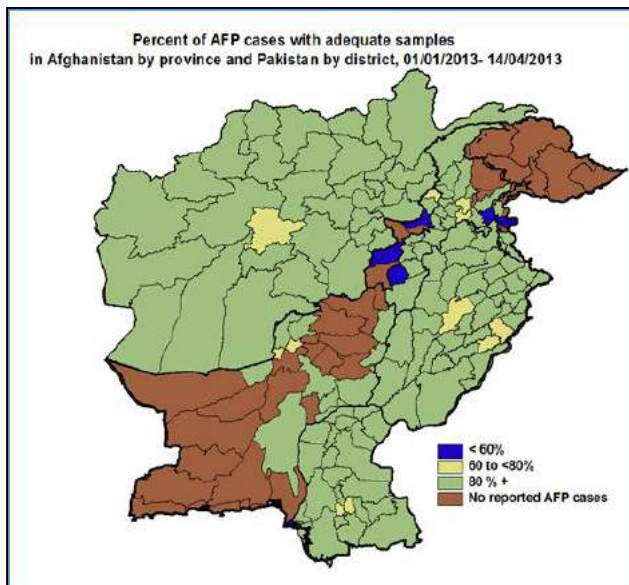 Percent of AFP cases with adequate samples
in Afghanistan by province and Pakistan by district, 01/01/2013- 14/04/2013
< 60%
60 to <80%
80 % +
No reported AFP cases